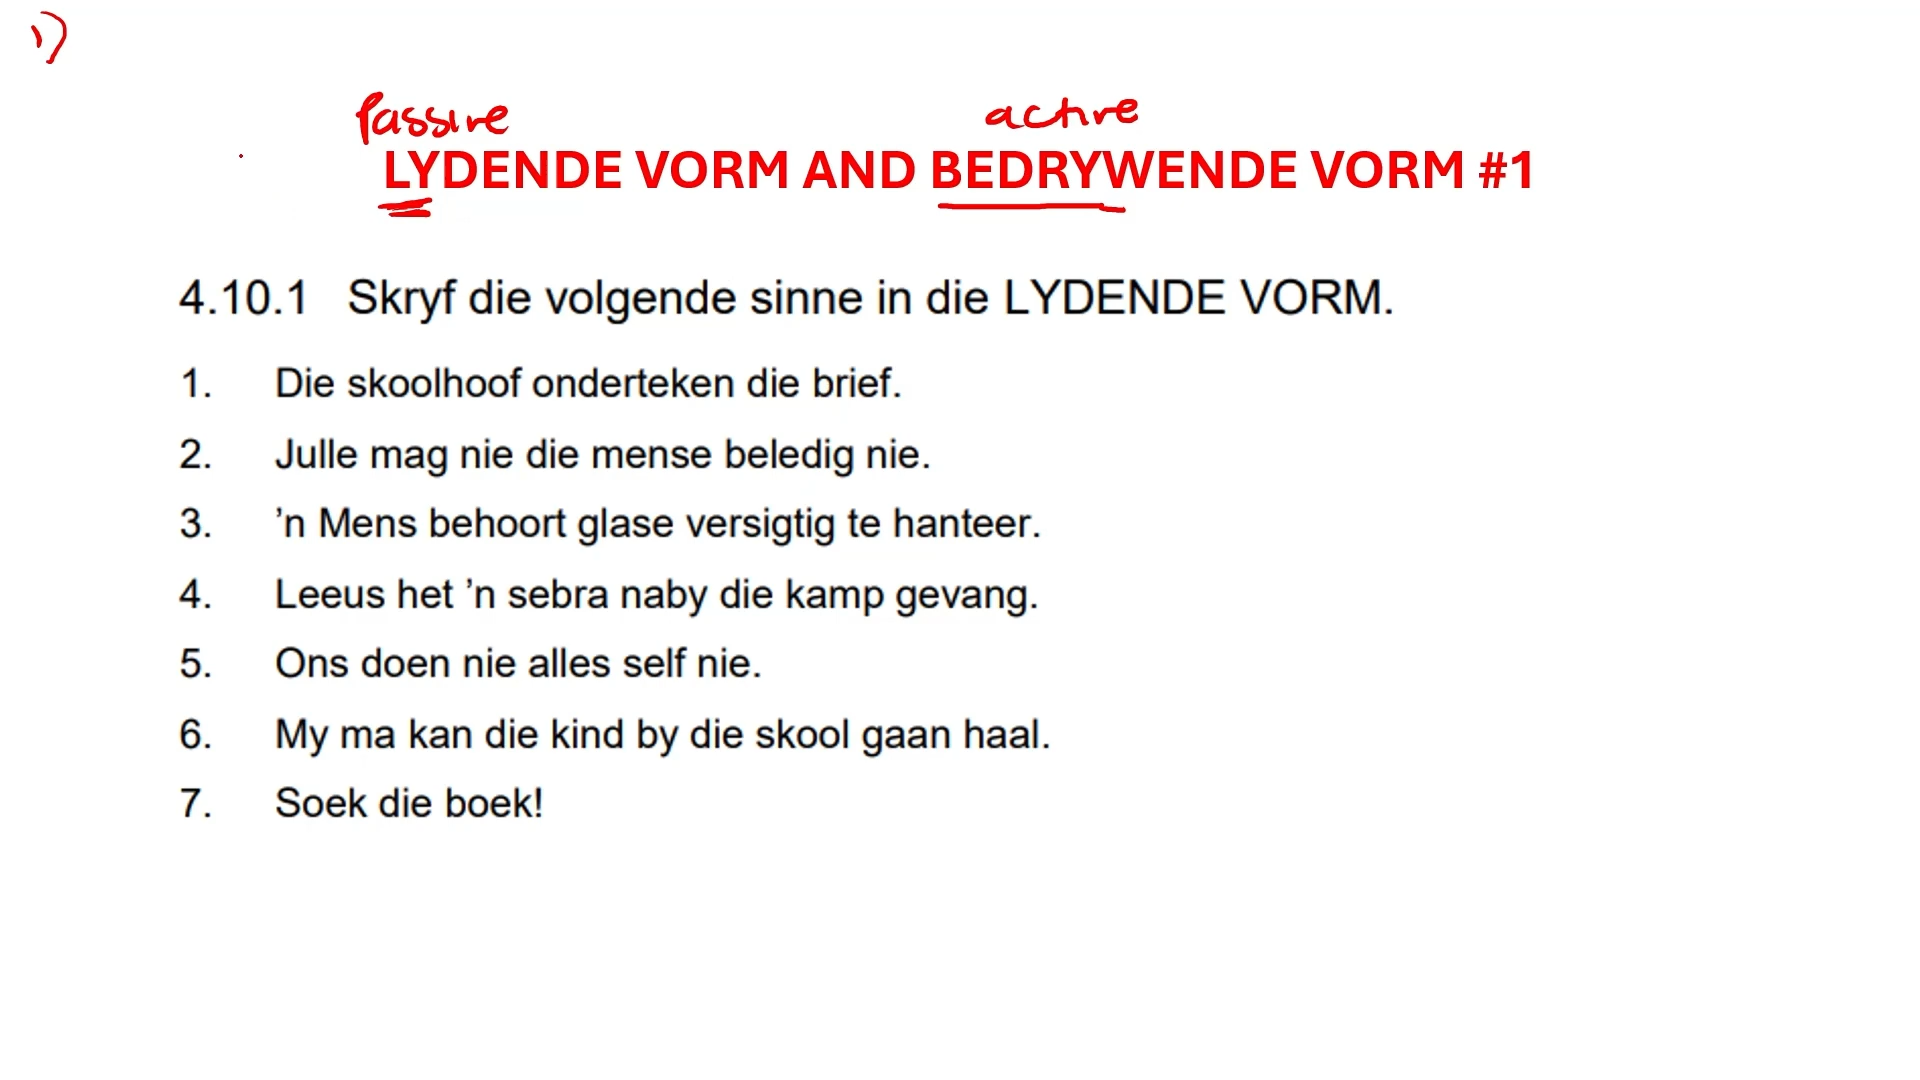 1)
Passive active
LYDENDE VORM AND BEDRYWENDE VORM #1
4.10.1 Skryf die volgende sinne in die LYDENDE VORM.
1. Die skoolhoof onderteken die brief.
2. Julle mag nie die mense beledig nie.
3. ’n Mens behoort glase versigtig te hanteer.
4. Leeus het ’n sebra naby die kamp gevang.
5. Ons doen nie alles self nie.
6. My ma kan die kind by die skool gaan haal.
7. Soek die boek!